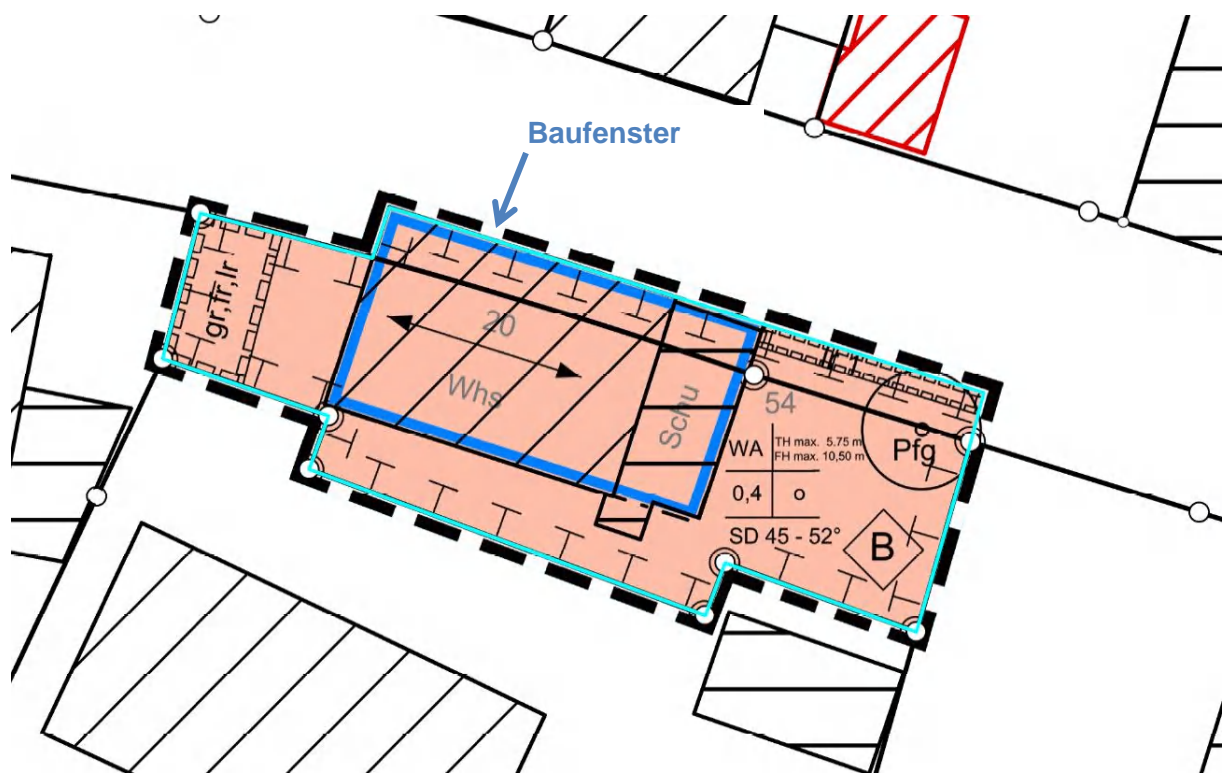 Baufenster
gr,fr,lr
20
Whs
Schu
54
WA
TH max. 5.75 m
FH max. 10,50 m
Pfg
0,4
o
SD 45 - 52°
B